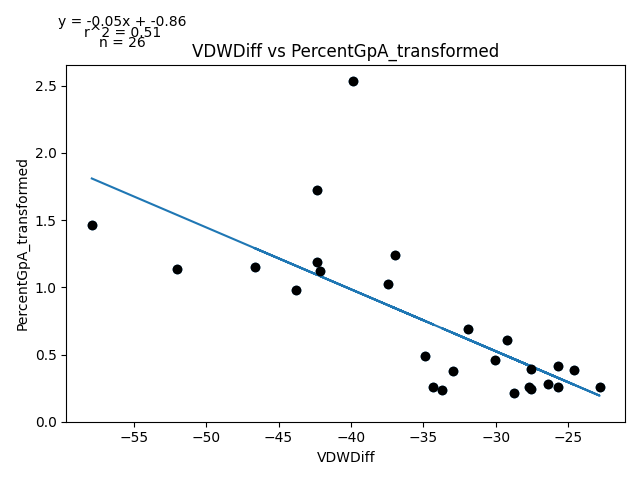 y = -0.05x + -0.86
r^2 = 0.51
n = 26
VDWDiff vs PercentGpA_transformed
2.5
2.0
1.5
1.0
0.5
0.0
PercentGpA_transformed
−55
−50
−45
−40
−35
−30
−25
VDWDiff